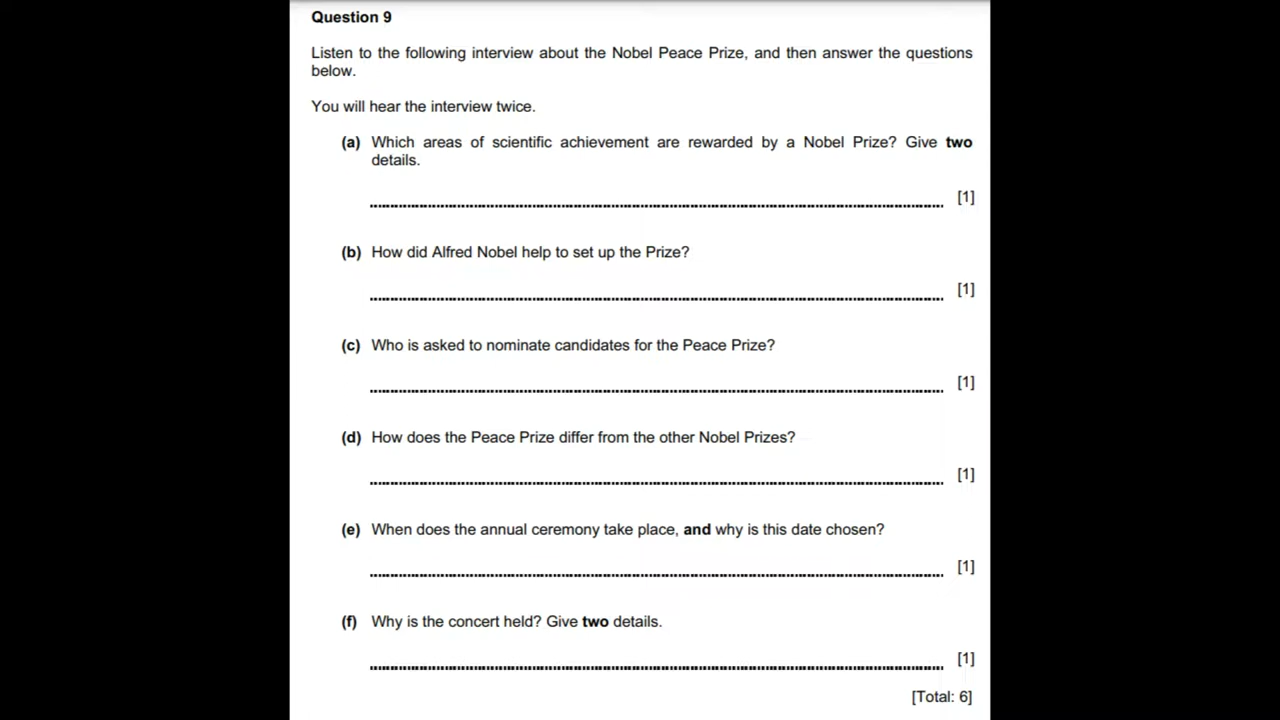 Question 9
Listen to the following interview about the Nobel Peace Prize, and then answer the questions
below.
You will hear the interview twice.
(a) Which areas of scientific achievement are rewarded by a Nobel Prize? Give two
details.
[1]
(b) How did Alfred Nobel help to set up the Prize?
[1]
(c) Who is asked to nominate candidates for the Peace Prize?
[1]
(d) How does the Peace Prize differ from the other Nobel Prizes?
[1]
(e) When does the annual ceremony take place, and why is this date chosen?
[1]
(f) Why is the concert held? Give two details.
[1]
[Total: 6]